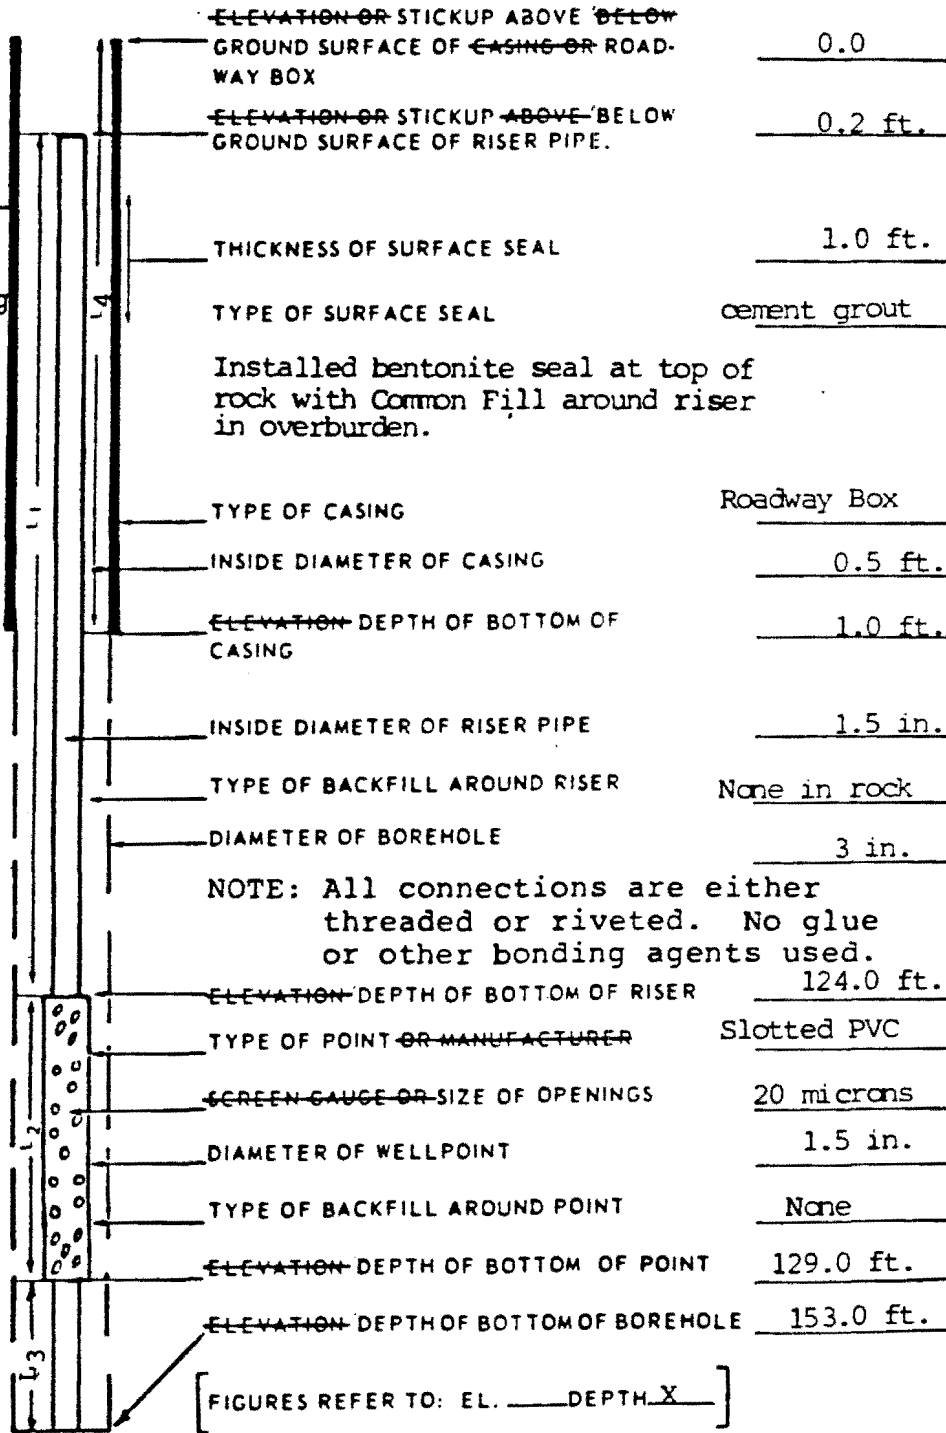 ELEVATION OR STICKUP ABOVE BELOW
GROUND SURFACE OF CASING OR ROAD-
WAY BOX
0.0
ELEVATION OR STICKUP ABOVE BELOW
GROUND SURFACE OF RISER PIPE.
0.2 ft.
THICKNESS OF SURFACE SEAL
1.0 ft.
TYPE OF SURFACE SEAL
cement grout
Installed bentonite seal at top of
rock with Common Fill around riser
in overburden.
TYPE OF CASING
Roadway Box
INSIDE DIAMETER OF CASING
0.5 ft.
ELEVATION DEPTH OF BOTTOM OF
CASING
1.0 ft.
INSIDE DIAMETER OF RISER PIPE
1.5 in.
TYPE OF BACKFILL AROUND RISER
None in rock
DIAMETER OF BOREHOLE
3 in.
NOTE: All connections are either
threaded or riveted. No glue
or other bonding agents used.
ELEVATION DEPTH OF BOTTOM OF RISER
124.0 ft.
TYPE OF POINT OR MANUFACTURER
Slotted PVC
SCREEN GAUGE OR SIZE OF OPENINGS
20 microns
DIAMETER OF WELLPOINT
1.5 in.
TYPE OF BACKFILL AROUND POINT
None
ELEVATION DEPTH OF BOTTOM OF POINT
129.0 ft.
ELEVATION DEPTH OF BOTTOM OF BOREHOLE
153.0 ft.
[FIGURES REFER TO: EL. ____ DEPTH X ]
L1
L4
L2
L3